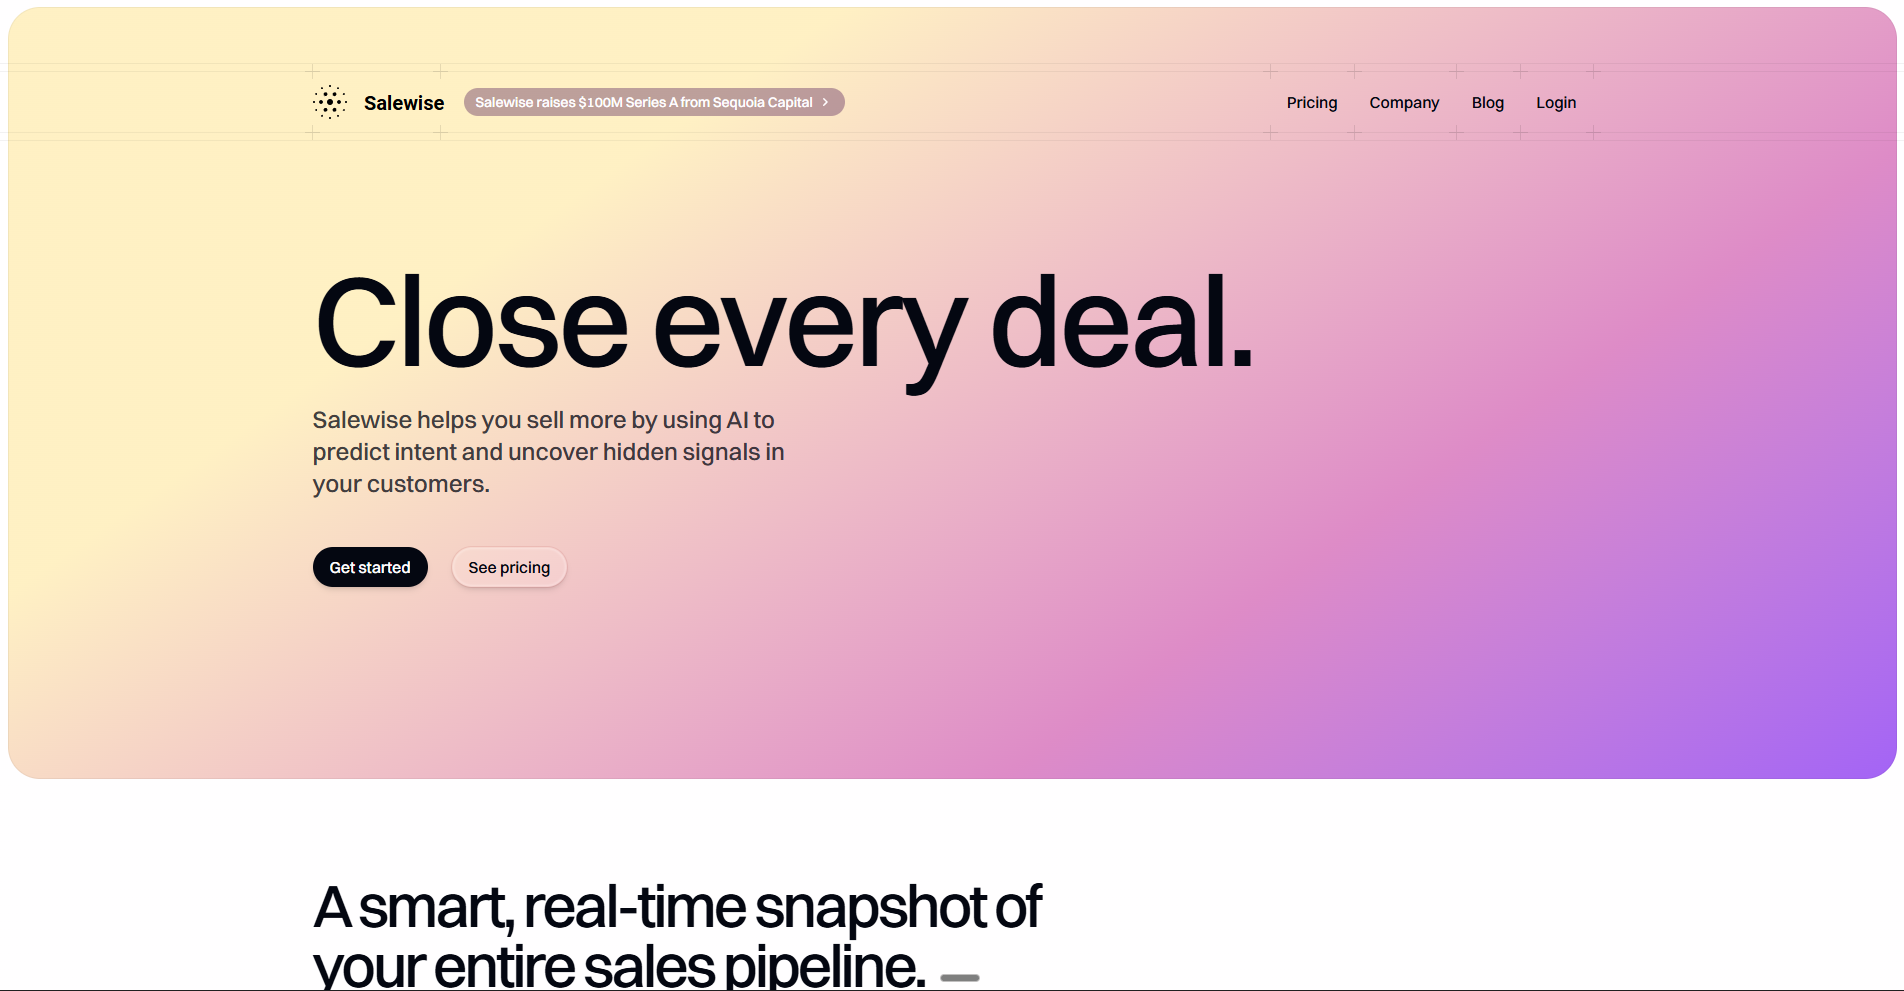 Salewise
Salewise raises $100M Series A from Sequoia Capital
Pricing
Company
Blog
Login
Close every deal.
Salewise helps you sell more by using AI to
predict intent and uncover hidden signals in
your customers.
Get started
See pricing
A smart, real-time snapshot of
your entire sales pipeline.